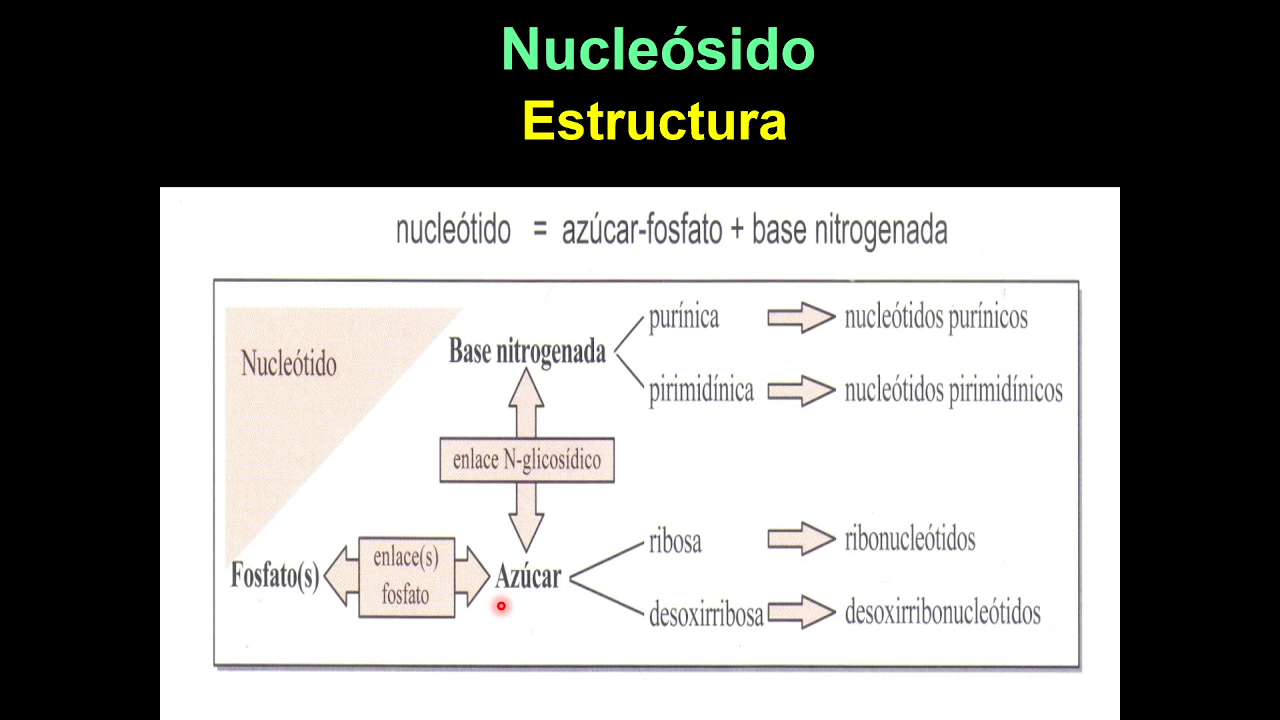 Nucleósido
Estructura
nucleótido = azúcar-fosfato + base nitrogenada
Nucleótido
Base nitrogenada
purínica
nucleótidos purínicos
pirimidínica
nucleótidos pirimidínicos
enlace N-glicosídico
Fosfato(s)
enlace(s)
fosfato
Azúcar
ribosa
ribonucleótidos
desoxirribosa
desoxirribonucleótidos